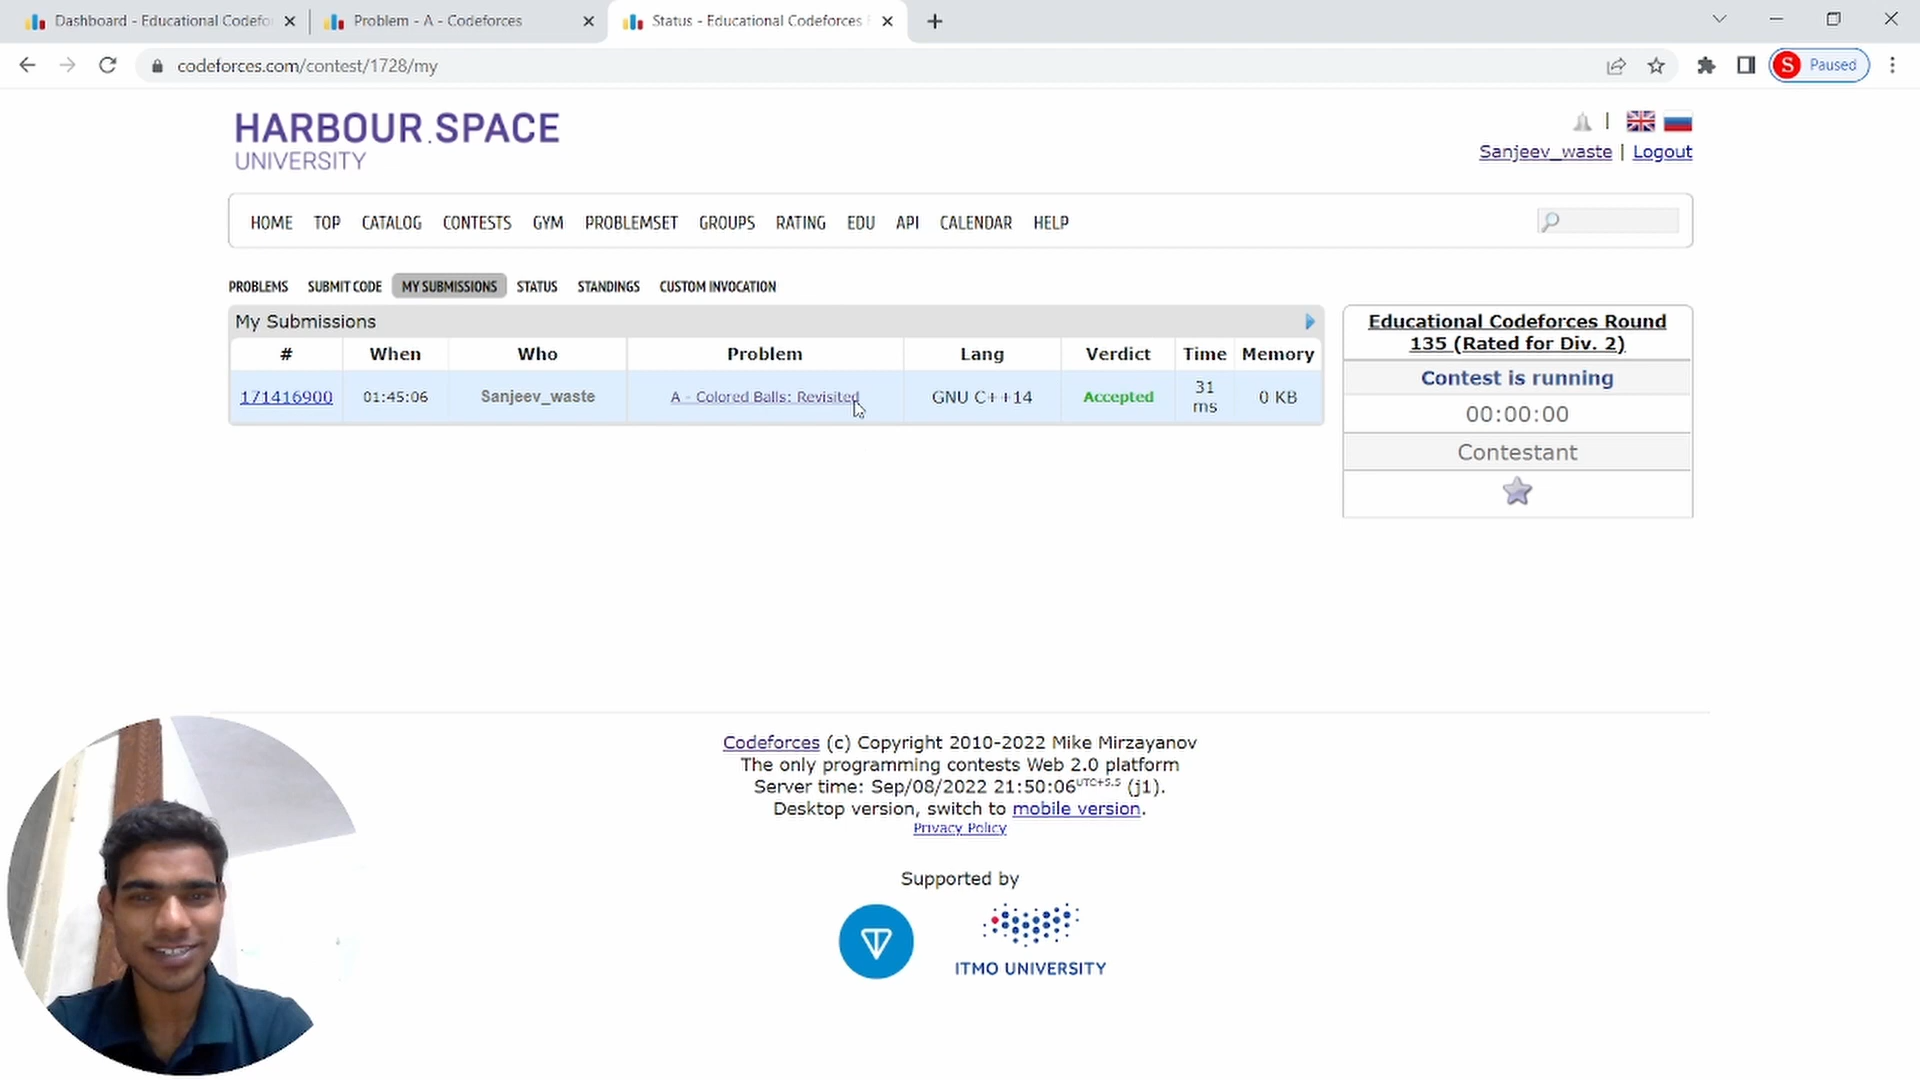 Dashboard - Educational Codefo
Problem - A - Codeforces
Status - Educational Codeforces
codeforces.com/contest/1728/my
S Paused
HARBOUR.SPACE
UNIVERSITY
Sanjeev_waste | Logout
HOME TOP CATALOG CONTESTS GYM PROBLEMSET GROUPS RATING EDU API CALENDAR HELP
PROBLEMS SUBMIT CODE MY SUBMISSIONS STATUS STANDINGS CUSTOM INVOCATION
My Submissions
# When Who Problem Lang Verdict Time Memory
171416900 01:45:06 Sanjeev_waste A - Colored Balls: Revisited GNU C++14 Accepted 31 ms 0 KB
Educational Codeforces Round
135 (Rated for Div. 2)
Contest is running
00:00:00
Contestant
Codeforces (c) Copyright 2010-2022 Mike Mirzayanov
The only programming contests Web 2.0 platform
Server time: Sep/08/2022 21:50:06UTC+5.5 (j1).
Desktop version, switch to mobile version.
Privacy Policy
Supported by
ITMO UNIVERSITY